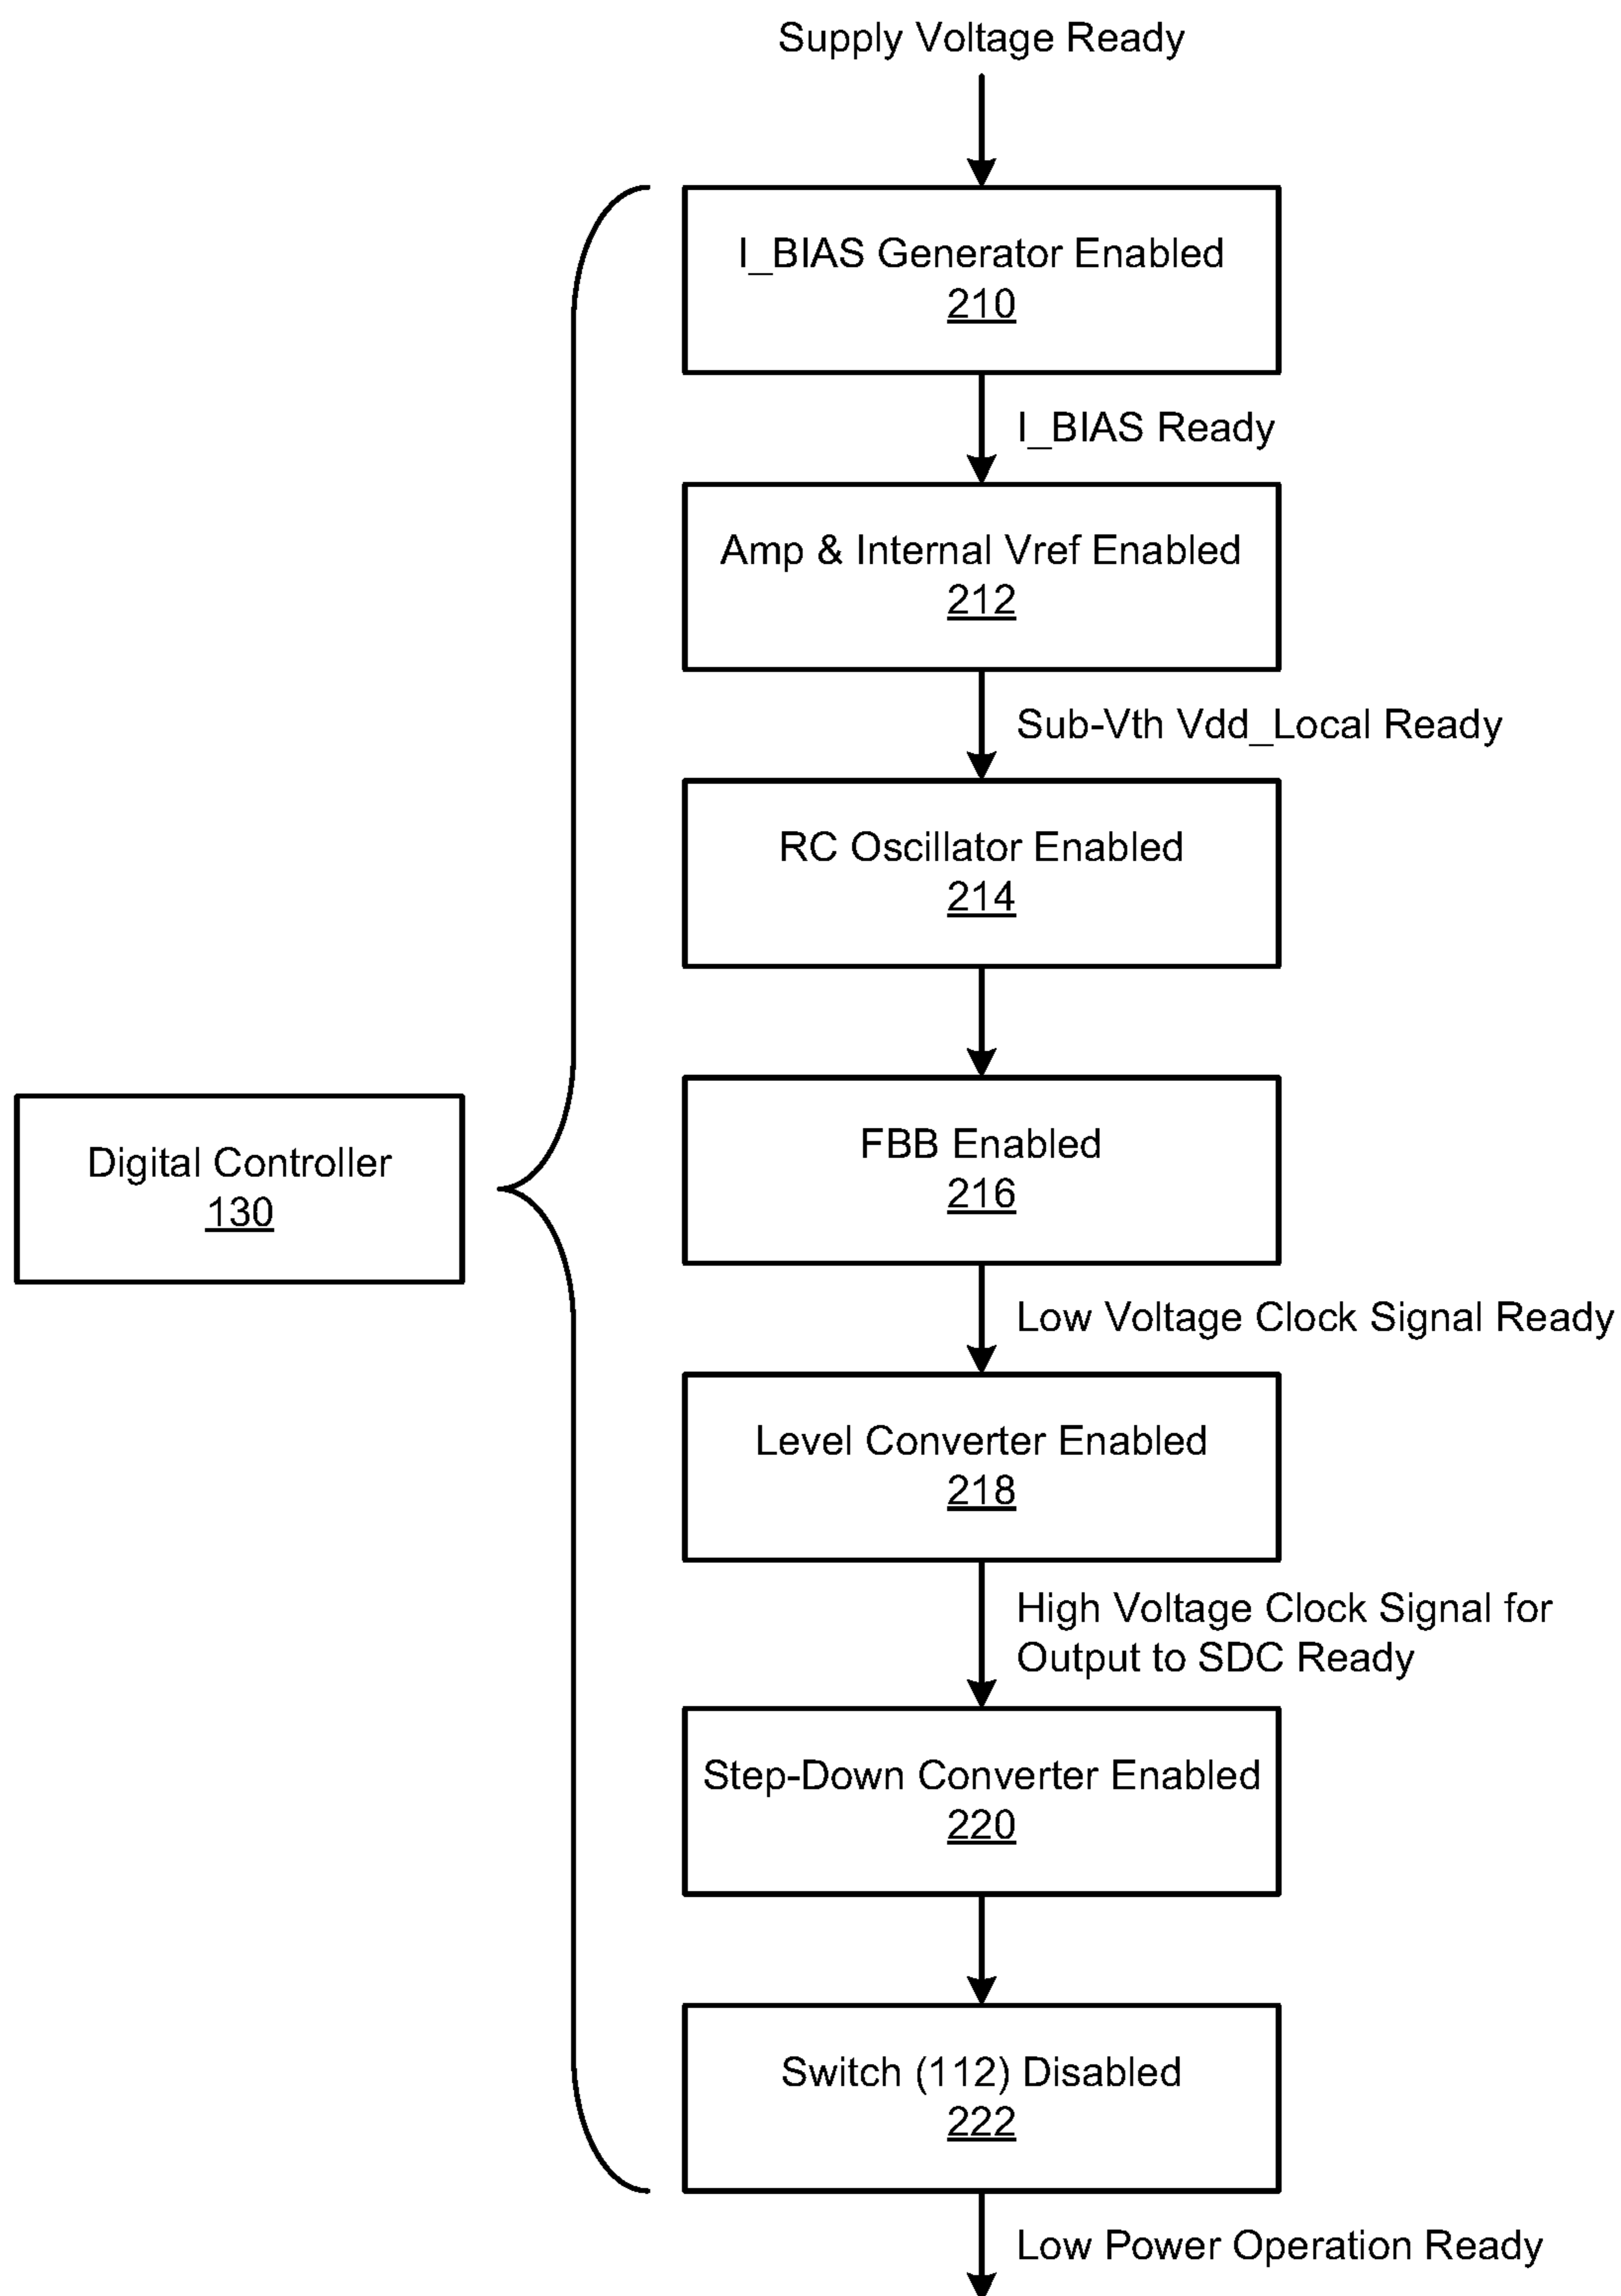 Supply Voltage Ready
I_BIAS Generator Enabled
210
I_BIAS Ready
Amp & Internal Vref Enabled
212
Sub-Vth Vdd_Local Ready
RC Oscillator Enabled
214
FBB Enabled
216
Digital Controller
130
Low Voltage Clock Signal Ready
Level Converter Enabled
218
High Voltage Clock Signal for
Output to SDC Ready
Step-Down Converter Enabled
220
Switch (112) Disabled
222
Low Power Operation Ready